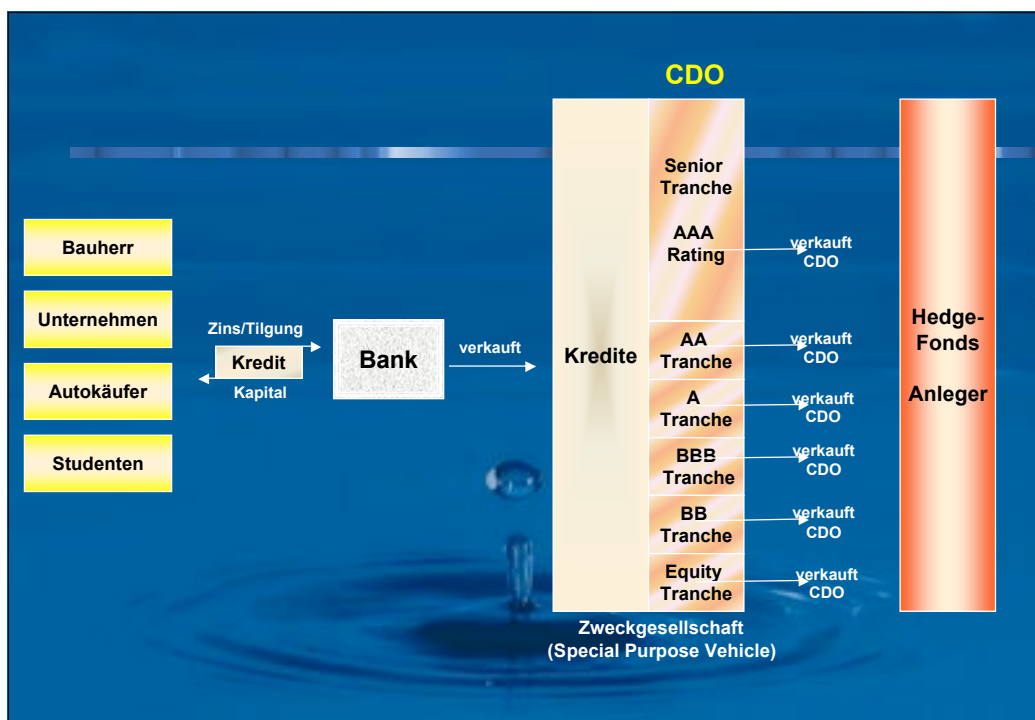 CDO
Bauherr
Unternehmen
Autokäufer
Studenten
Zins/Tilgung
Kredit
Kapital
Bank
verkauft
Kredite
Senior
Tranche
AAA
Rating
verkauft
CDO
AA
Tranche
verkauft
CDO
A
Tranche
verkauft
CDO
BBB
Tranche
verkauft
CDO
BB
Tranche
verkauft
CDO
Equity
Tranche
verkauft
CDO
Zweckgesellschaft
(Special Purpose Vehicle)
Hedge-
Fonds
Anleger